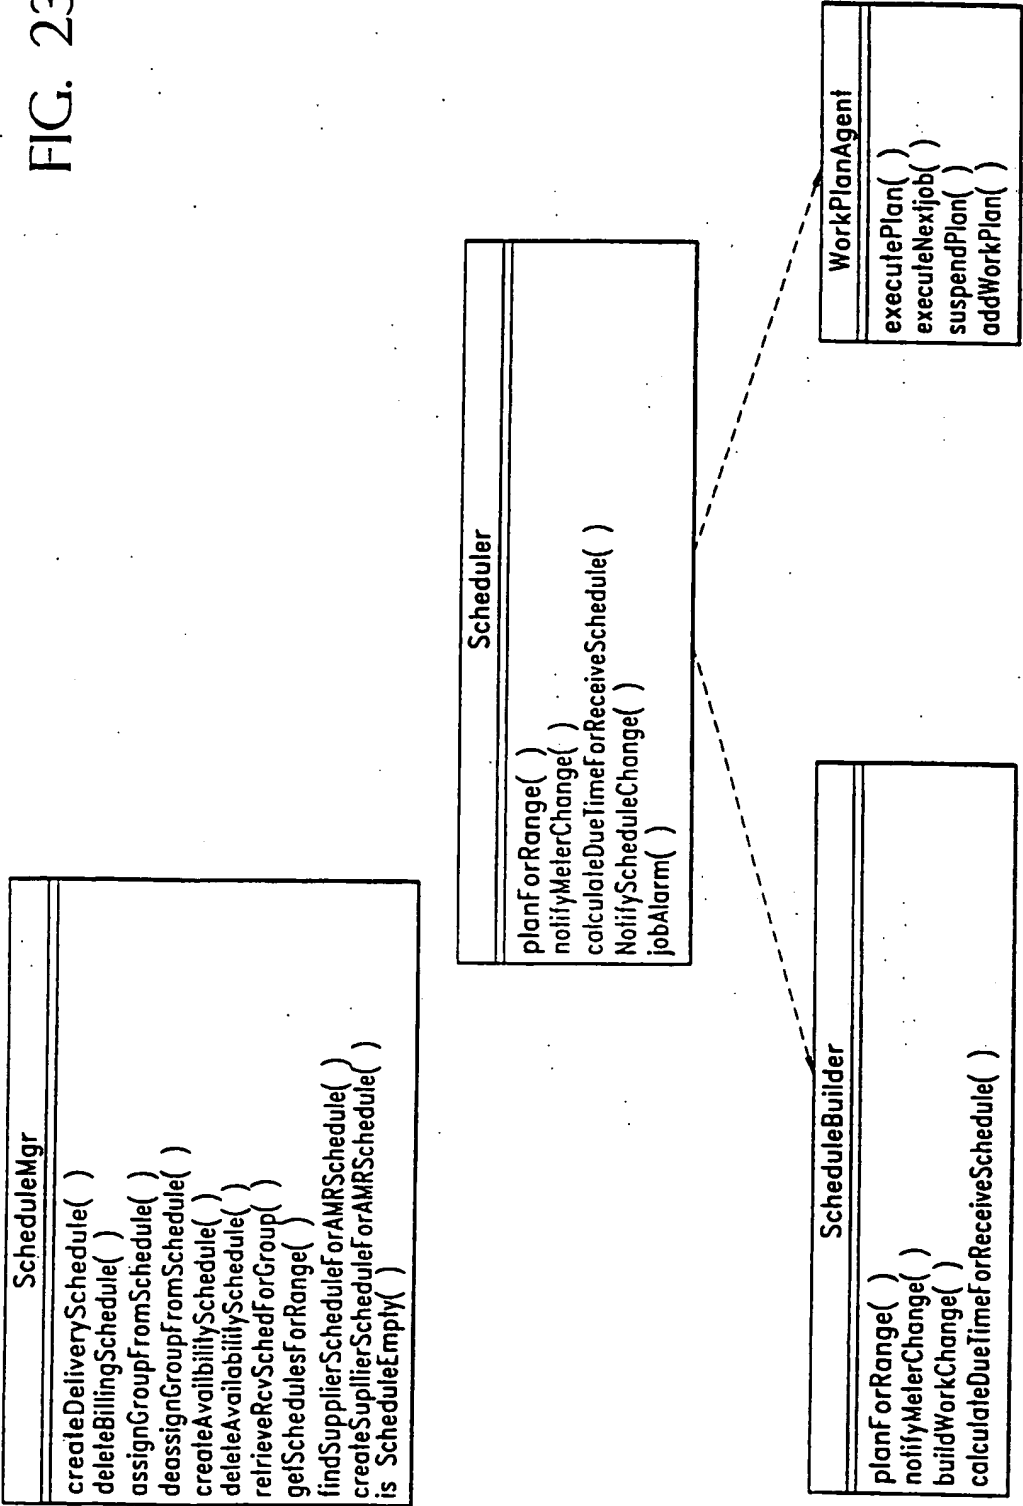 FIG. 23
ScheduleMgr
createDeliverySchedule( )
deleteBillingSchedule( )
assignGroupFromSchedule( )
deassignGroupFromSchedule( )
createAvailbilitySchedule( )
deleteAvailabilitySchedule( )
retrieveRcvSchedForGroup( )
getSchedulesForRange( )
findSupplierScheduleForAMRSchedule( )
createSupllierScheduleForAMRSchedule( )
is ScheduleEmpty( )
Scheduler
planForRange( )
notifyMeterChange( )
calculateDueTimeForReceiveSchedule( )
NotifyScheduleChange( )
jobAlarm( )
ScheduleBuilder
planForRange( )
notifyMeterChange( )
buildWorkChange( )
calculateDueTimeForReceiveSchedule( )
WorkPlanAgent
executePlan( )
executeNextjob( )
suspendPlan( )
addWorkPlan( )